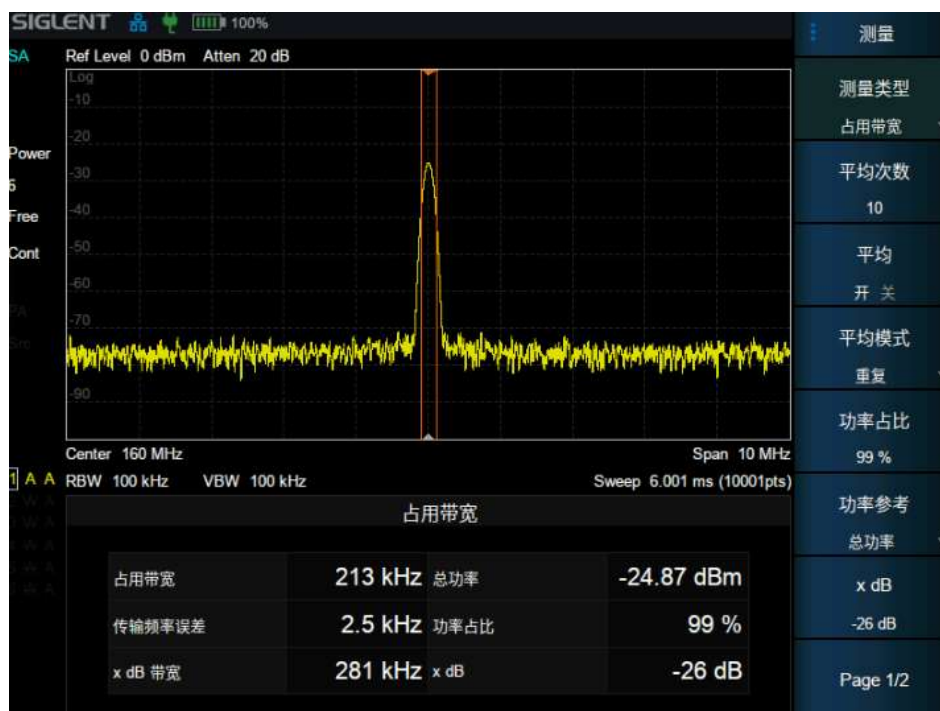 SIGLENT 100%
测量
SA Ref Level 0 dBm Atten 20 dB
Log
-10
测量类型
占用带宽
-20
Power
-30
平均次数
6
10
-40
Free
-50
Cont
平均
-60
开 关
PA
-70
平均模式
Src
重复
-90
功率占比
Center 160 MHz Span 10 MHz
99 %
1 A A RBW 100 kHz VBW 100 kHz Sweep 6.001 ms (10001pts)
功率参考
占用带宽
总功率
占用带宽 213 kHz 总功率 -24.87 dBm
x dB
传输频率误差 2.5 kHz 功率占比 99 %
-26 dB
x dB 带宽 281 kHz x dB -26 dB
Page 1/2